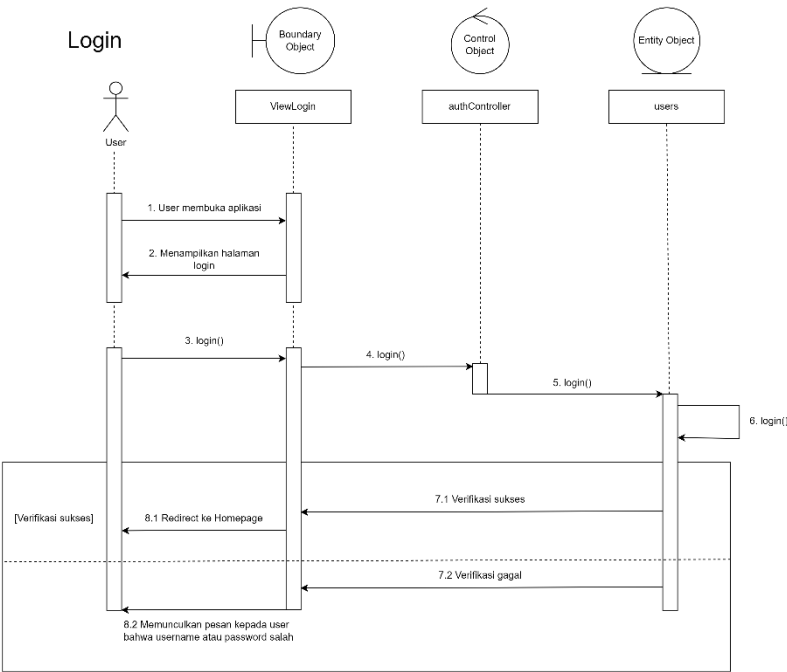 Login
Boundary
Object
Control
Object
Entity Object
ViewLogin
authController
users
User
1. User membuka aplikasi
2. Menampilkan halaman
login
3. login()
4. login()
5. login()
6. login()
[Verifikasi sukses]
7.1 Verifikasi sukses
8.1 Redirect ke Homepage
7.2 Verifikasi gagal
8.2 Memunculkan pesan kepada user
bahwa username atau password salah